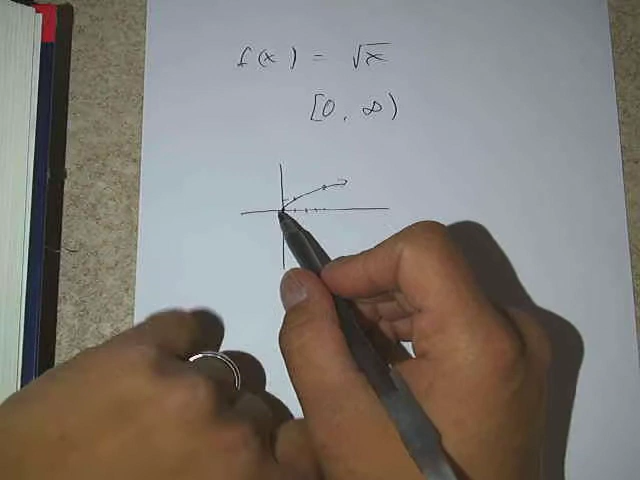 f(x) = √x
[0, ∞)